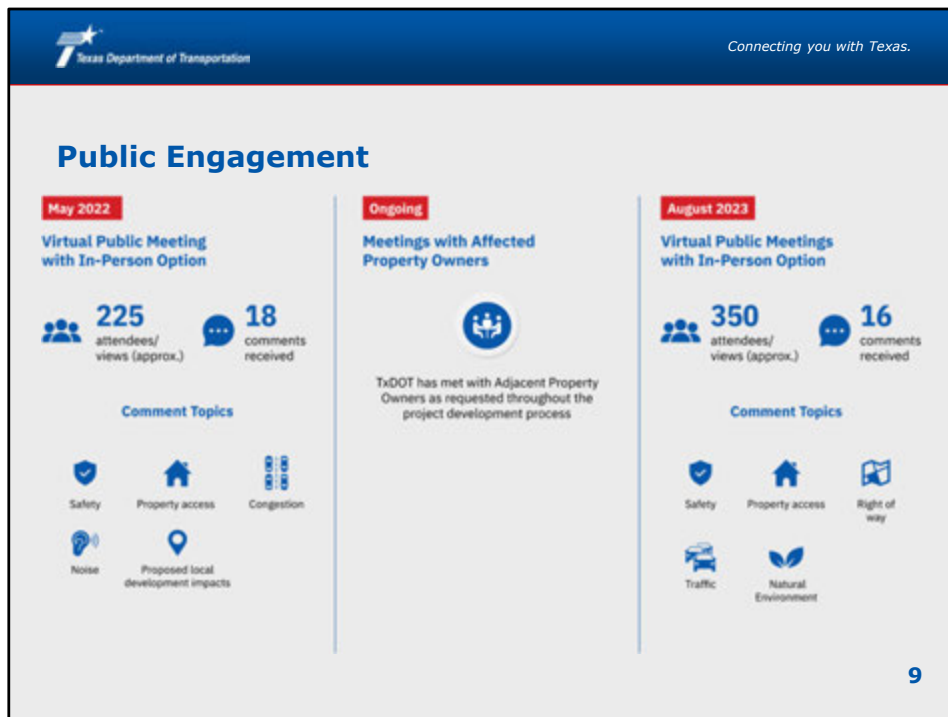 Texas Department of Transportation
Connecting you with Texas.
Public Engagement
May 2022
Virtual Public Meeting
with In-Person Option
225
attendees/
views (approx.)
18
comments
received
Comment Topics
Safety
Property access
Congestion
Noise
Proposed local
development impacts
Ongoing
Meetings with Affected
Property Owners
TxDOT has met with Adjacent Property
Owners as requested throughout the
project development process
August 2023
Virtual Public Meetings
with In-Person Option
350
attendees/
views (approx.)
16
comments
received
Comment Topics
Safety
Property access
Right of
way
Traffic
Natural
Environment
9